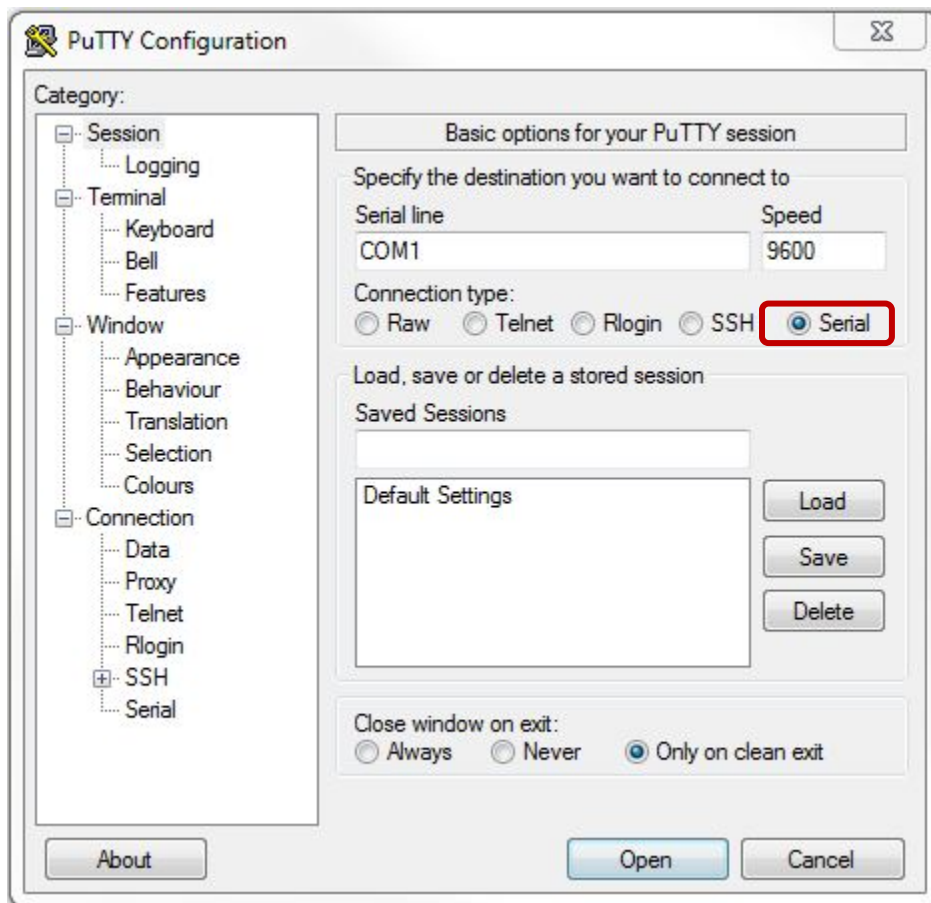 PuTTY Configuration
Category:
Session
Logging
Terminal
Keyboard
Bell
Features
Window
Appearance
Behaviour
Translation
Selection
Colours
Connection
Data
Proxy
Telnet
Rlogin
SSH
Serial
Basic options for your PuTTY session
Specify the destination you want to connect to
Serial line Speed
COM1 9600
Connection type:
Raw Telnet Rlogin SSH Serial
Load, save or delete a stored session
Saved Sessions
Default Settings
Load
Save
Delete
Close window on exit:
Always Never Only on clean exit
About Open Cancel